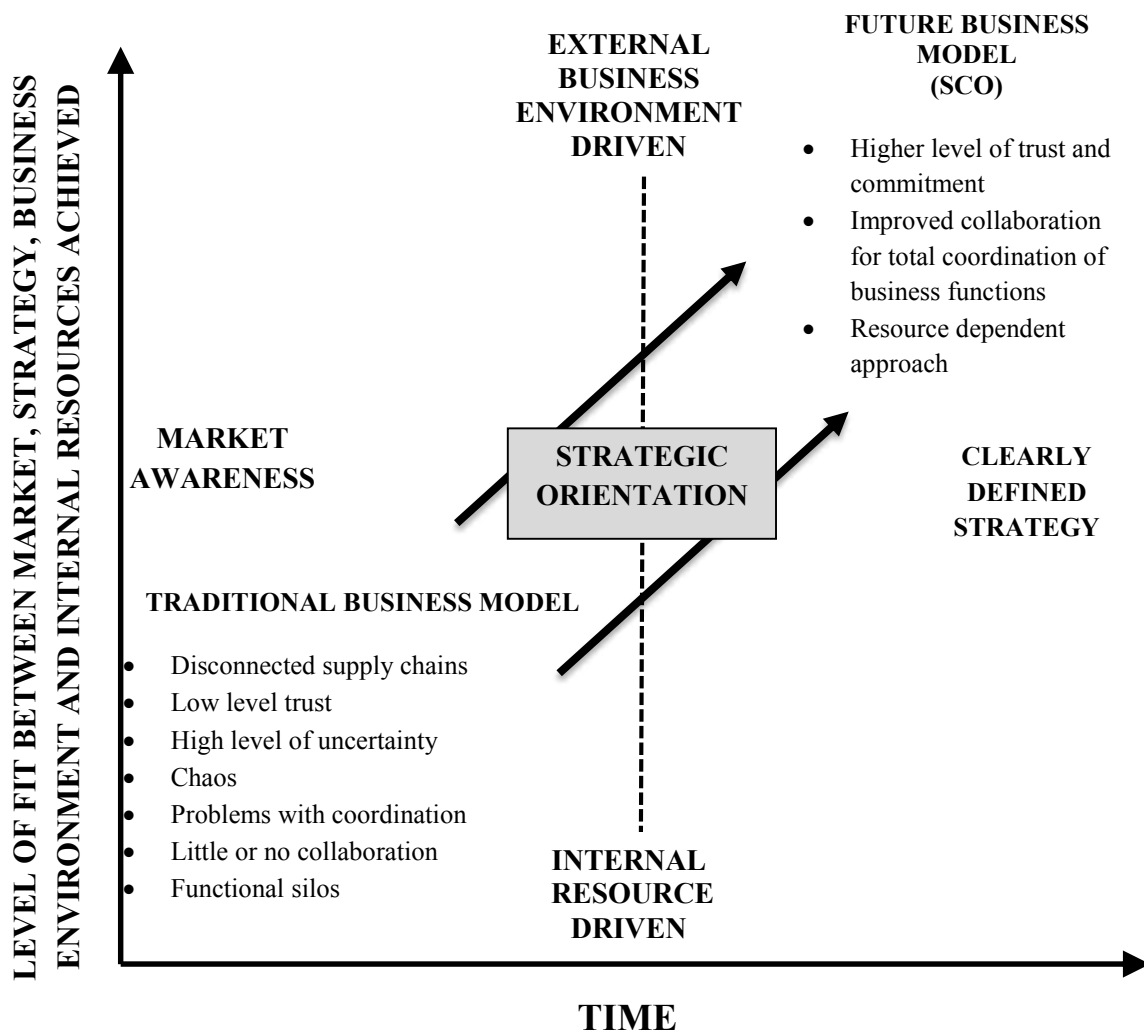 LEVEL OF FIT BETWEEN MARKET, STRATEGY, BUSINESS
ENVIRONMENT AND INTERNAL RESOURCES ACHIEVED
EXTERNAL
BUSINESS
ENVIRONMENT
DRIVEN
FUTURE BUSINESS
MODEL
(SCO)
• Higher level of trust and
commitment
• Improved collaboration
for total coordination of
business functions
• Resource dependent
approach
MARKET
AWARENESS
STRATEGIC
ORIENTATION
CLEARLY
DEFINED
STRATEGY
TRADITIONAL BUSINESS MODEL
• Disconnected supply chains
• Low level trust
• High level of uncertainty
• Chaos
• Problems with coordination
• Little or no collaboration
• Functional silos
INTERNAL
RESOURCE
DRIVEN
TIME